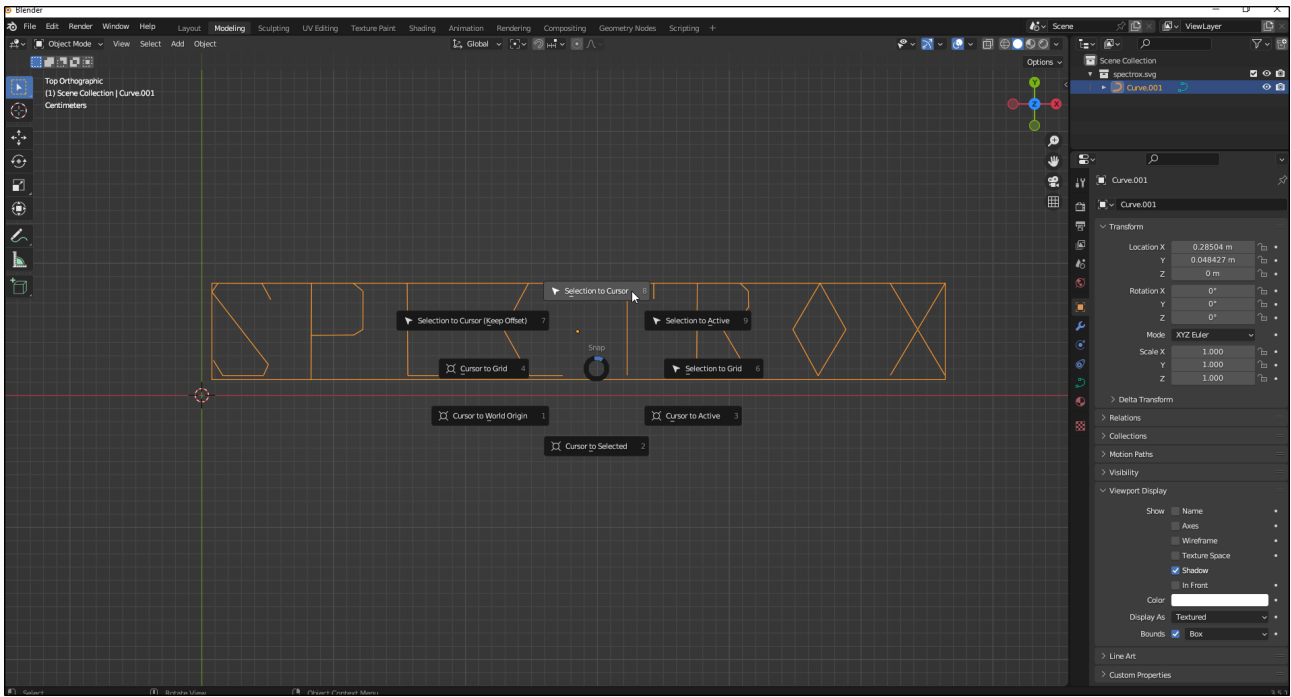 Blender
File Edit Render Window Help Layout Modeling Sculpting UV Editing Texture Paint Shading Animation Rendering Compositing Geometry Nodes Scripting + Scene ViewLayer
Object Mode View Select Add Object Global
Options
Top Orthographic
(1) Scene Collection | Curve.001
Centimeters
Y
Z X
Scene Collection
spectrox.svg
Curve.001
Curve.001
Curve.001
Transform
Location X 0.28504 m
Y 0.048427 m
Z 0 m
Rotation X 0°
Y 0°
Z 0°
Mode XYZ Euler
Scale X 1.000
Y 1.000
Z 1.000
Delta Transform
Relations
Collections
Motion Paths
Visibility
Viewport Display
Show Name
Axes
Wireframe
Texture Space
Shadow
In Front
Color
Display As Textured
Bounds Box
Line Art
Custom Properties
Selection to Cursor 8
Selection to Cursor (Keep Offset) 7
Selection to Active 9
Snap
Cursor to Grid 4
Selection to Grid 6
Cursor to World Origin 1
Cursor to Active 3
Cursor to Selected 2
Select Rotate View Object Context Menu 3.5.1